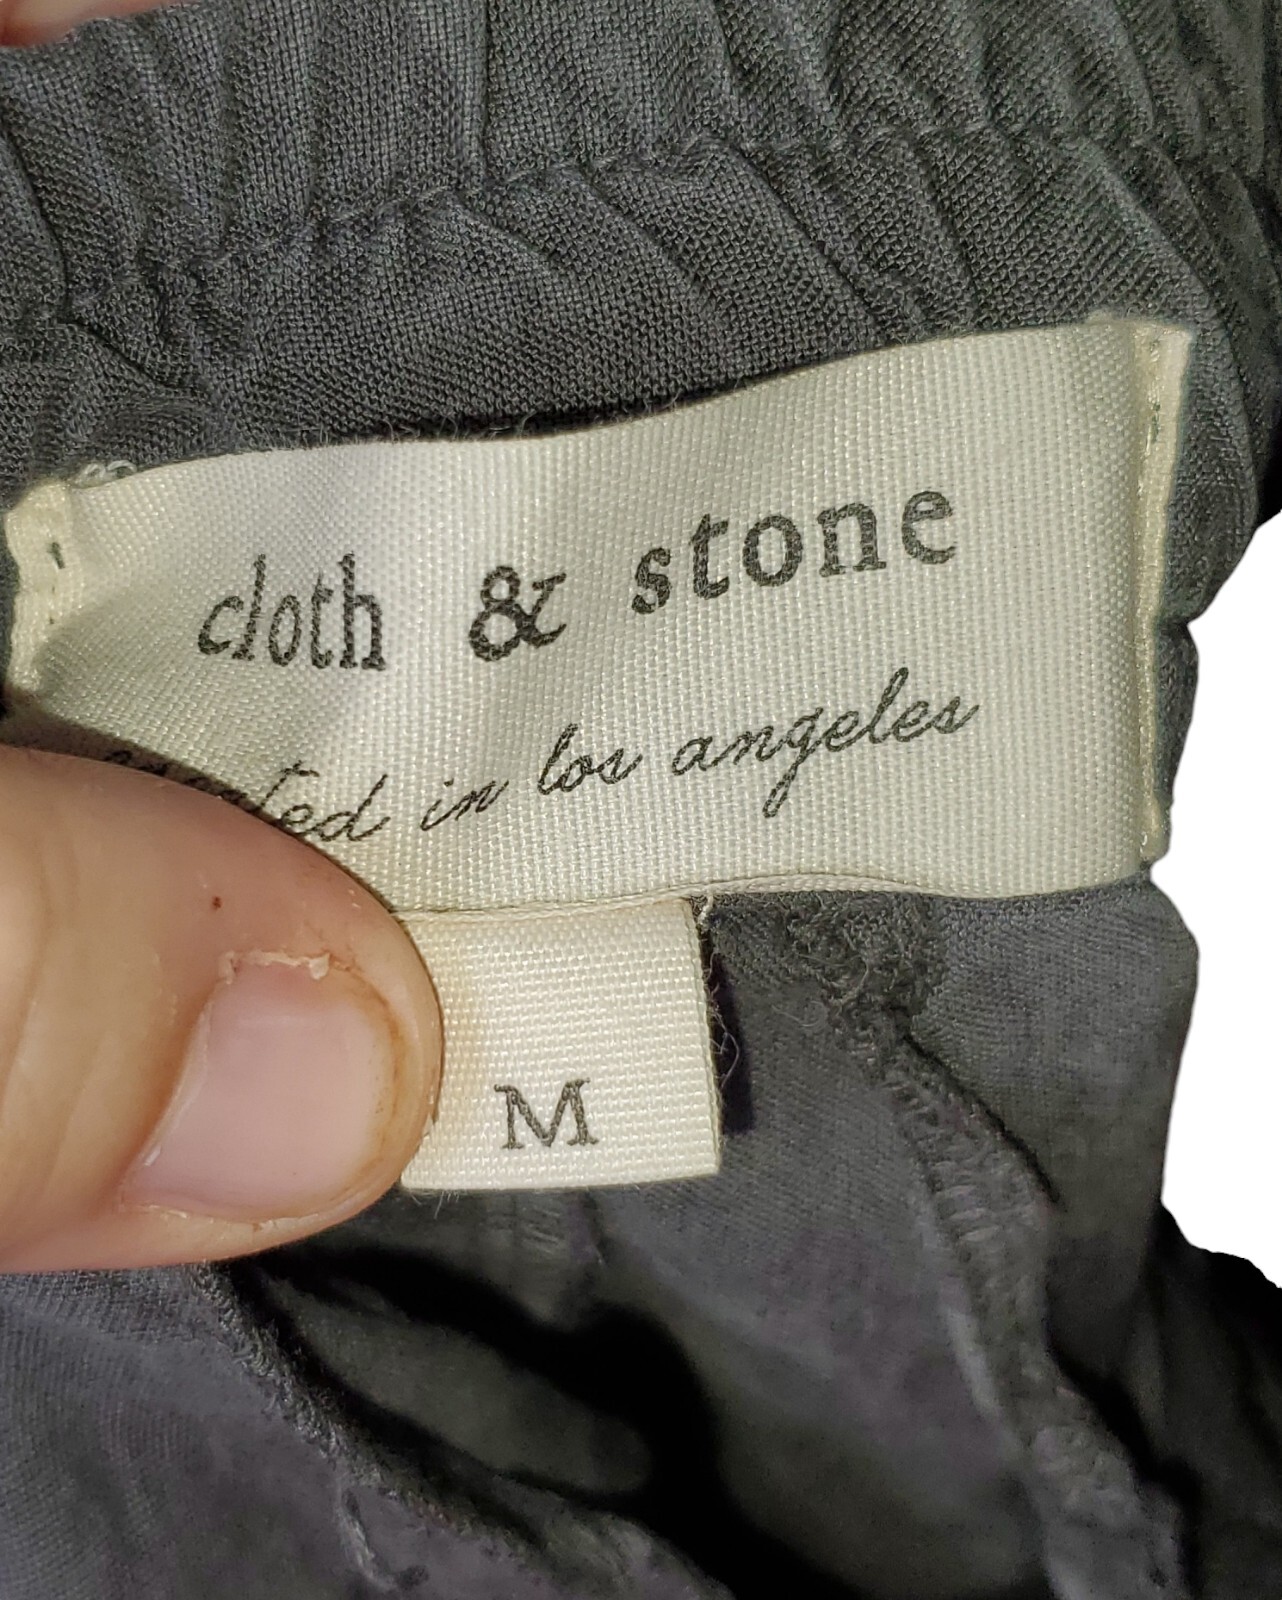 cloth & stone
in los angeles
M